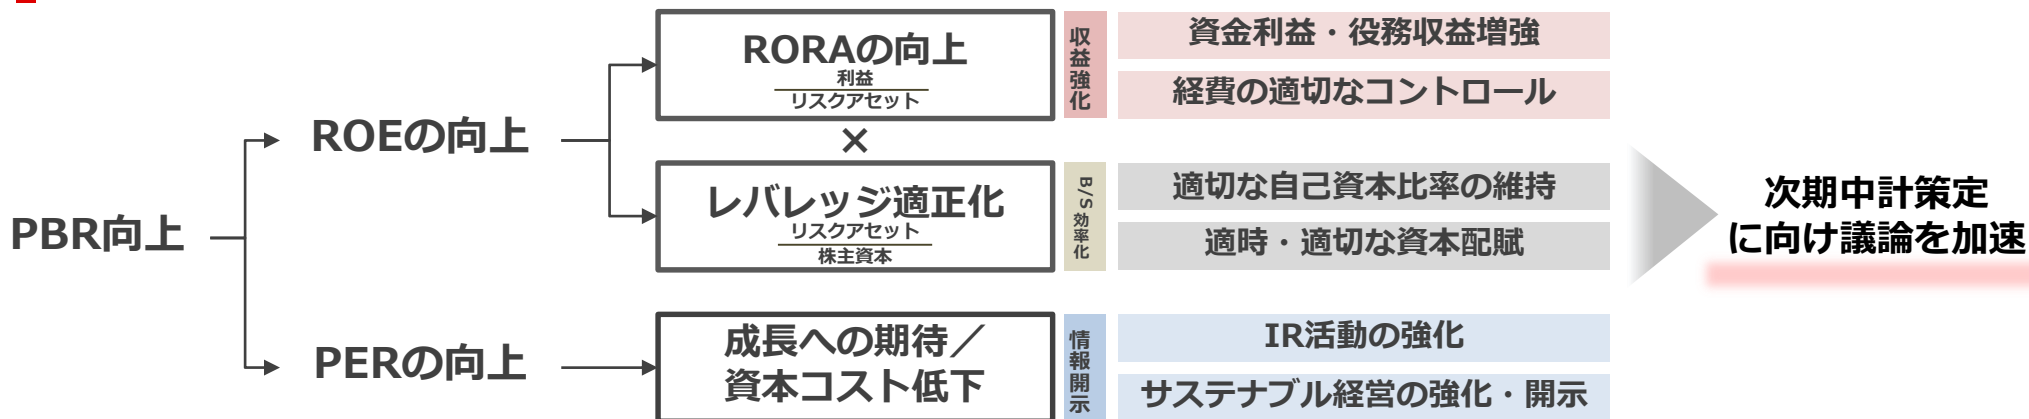 PBR向上
ROEの向上
PERの向上
RORAの向上
利益
リスクアセット
×
レバレッジ適正化
リスクアセット
株主資本
成長への期待／
資本コスト低下
収益強化
B/S効率化
情報開示
資金利益・役務収益増強
経費の適切なコントロール
適切な自己資本比率の維持
適時・適切な資本配賦
IR活動の強化
サステナブル経営の強化・開示
次期中計策定
に向け議論を加速